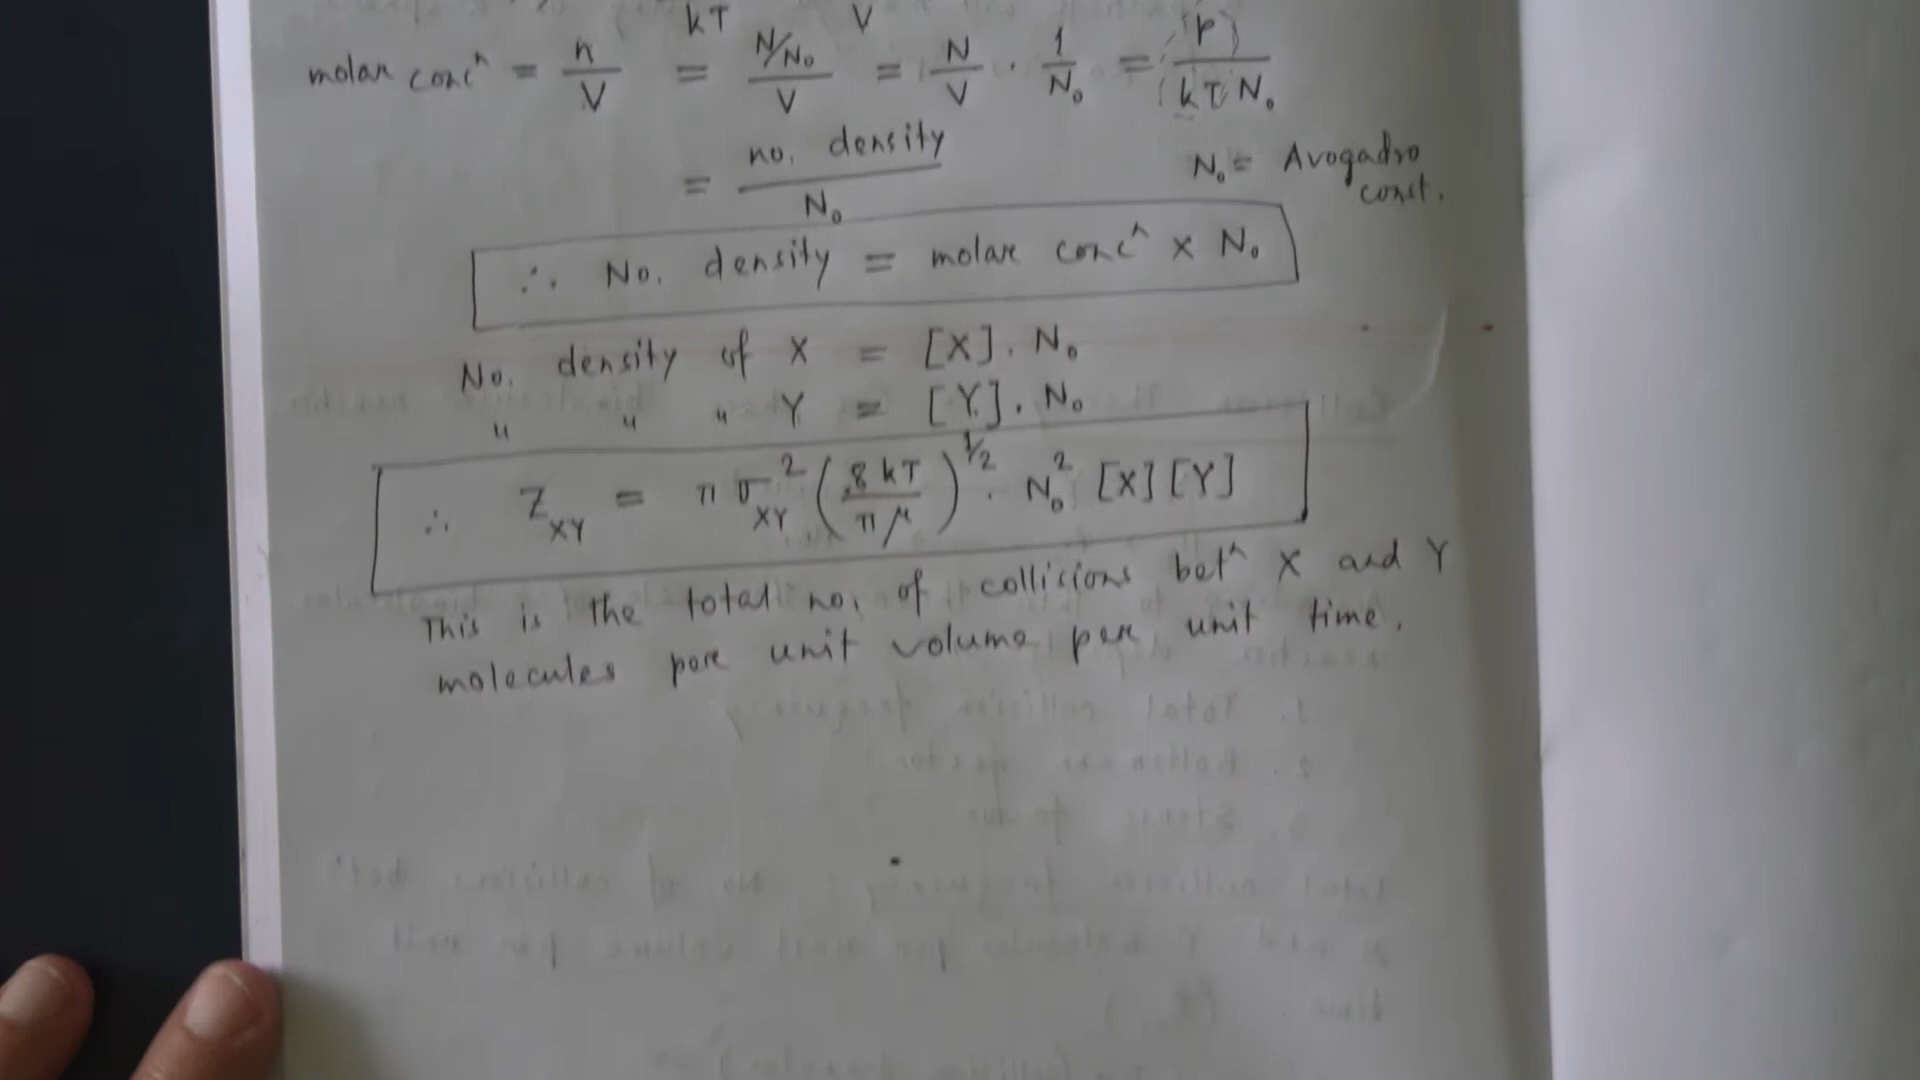 kT V
molar concⁿ = n/V = N/N₀/V = N/V · 1/N₀ = p/kT N₀
= no. density/N₀
N₀ = Avogadro const.
∴ No. density = molar concⁿ × N₀
No. density of X = [X]. N₀
" " " Y = [Y]. N₀
∴ Z_XY = π σ_XY² (8kT/πμ)^½ · N₀² [X][Y]
This is the total no. of collisions betⁿ X and Y
molecules per unit volume per unit time.